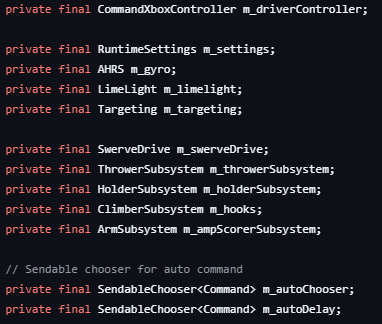 private final CommandXboxController m_driverController;
private final RuntimeSettings m_settings;
private final AHRS m_gyro;
private final LimeLight m_limelight;
private final Targeting m_targeting;
private final SwerveDrive m_swerveDrive;
private final ThrowerSubsystem m_throwerSubsystem;
private final HolderSubsystem m_holderSubsystem;
private final ClimberSubsystem m_hooks;
private final ArmSubsystem m_ampScorerSubsystem;
// Sendable chooser for auto command
private final SendableChooser<Command> m_autoChooser;
private final SendableChooser<Command> m_autoDelay;